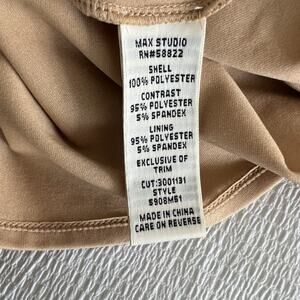 MAX STUDIO
RN#58822
SHELL
100% POLYESTER
CONTRAST
95% POLYESTER
5% SPANDEX
LINING
95% POLYESTER
5% SPANDEX
EXCLUSIVE OF
TRIM
CUT:3001131
STYLE
5908M51
MADE IN CHINA
CARE ON REVERSE